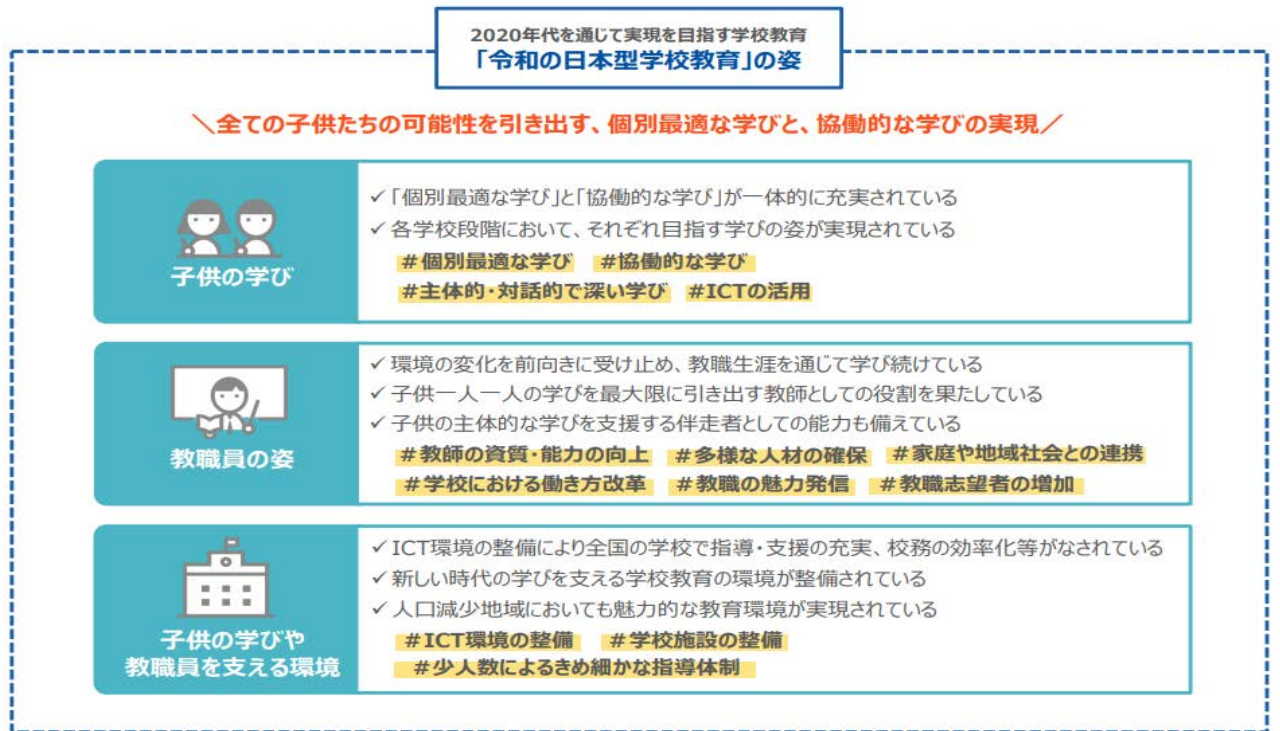 2020年代を通じて実現を目指す学校教育
「令和の日本型学校教育」の姿
＼全ての子供たちの可能性を引き出す、個別最適な学びと、協働的な学びの実現／
子供の学び
✓「個別最適な学び」と「協働的な学び」が一体的に充実されている
✓各学校段階において、それぞれ目指す学びの姿が実現されている
#個別最適な学び #協働的な学び
#主体的・対話的で深い学び #ICTの活用
教職員の姿
✓環境の変化を前向きに受け止め、教職生涯を通じて学び続けている
✓子供一人一人の学びを最大限に引き出す教師としての役割を果たしている
✓子供の主体的な学びを支援する伴走者としての能力も備えている
#教師の資質・能力の向上 #多様な人材の確保 #家庭や地域社会との連携
#学校における働き方改革 #教職の魅力発信 #教職志望者の増加
子供の学びや
教職員を支える環境
✓ICT環境の整備により全国の学校で指導・支援の充実、校務の効率化等がなされている
✓新しい時代の学びを支える学校教育の環境が整備されている
✓人口減少地域においても魅力的な教育環境が実現されている
#ICT環境の整備 #学校施設の整備
#少人数によるきめ細かな指導体制